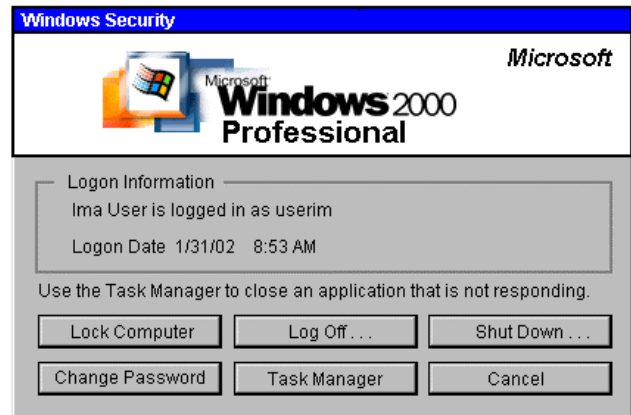 Windows Security
Microsoft
Microsoft
Windows 2000
Professional
Logon Information
Ima User is logged in as userim
Logon Date 1/31/02 8:53 AM
Use the Task Manager to close an application that is not responding.
Lock Computer
Log Off . . .
Shut Down . . .
Change Password
Task Manager
Cancel